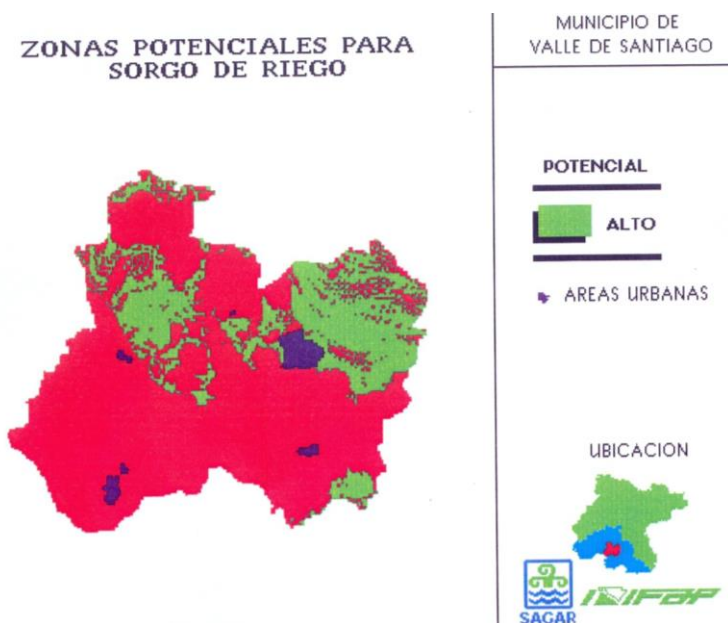 ZONAS POTENCIALES PARA
SORGO DE RIEGO
MUNICIPIO DE
VALLE DE SANTIAGO
POTENCIAL
ALTO
AREAS URBANAS
UBICACION
SAGAR
INIFAP